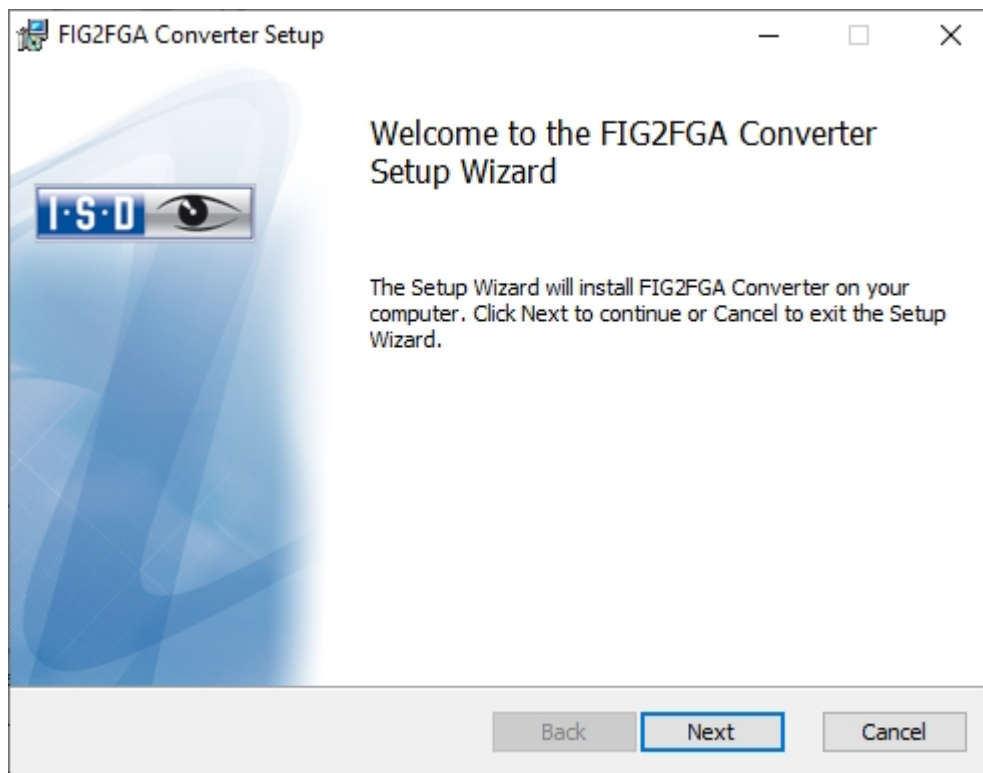 FIG2FGA Converter Setup
Welcome to the FIG2FGA Converter
Setup Wizard
I·S·D
The Setup Wizard will install FIG2FGA Converter on your
computer. Click Next to continue or Cancel to exit the Setup
Wizard.
Back
Next
Cancel